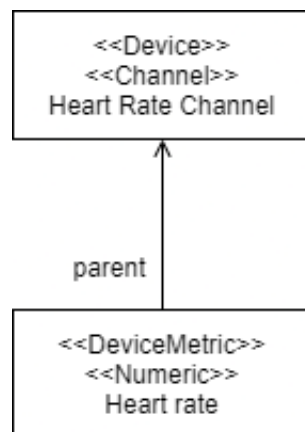 <<Device>>
<<Channel>>
Heart Rate Channel
parent
<<DeviceMetric>>
<<Numeric>>
Heart rate